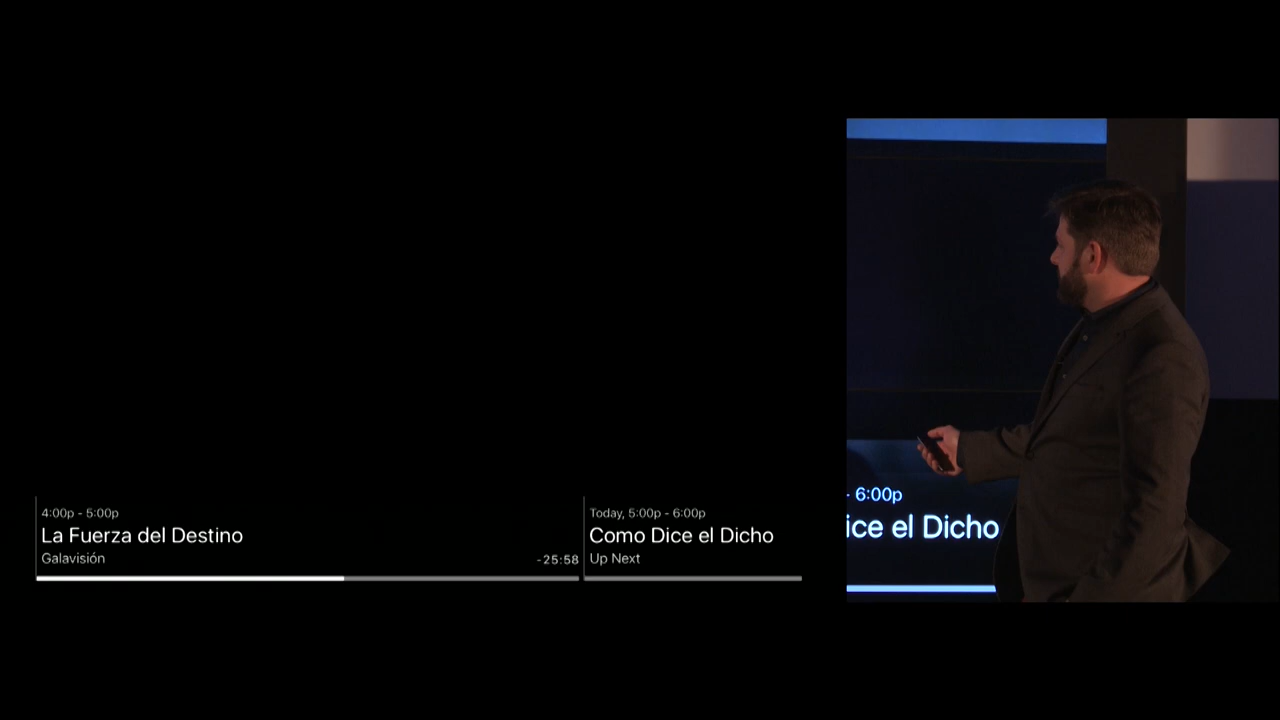 4:00p - 5:00p
La Fuerza del Destino
Galavisión
-25:58
Today, 5:00p - 6:00p
Como Dice el Dicho
Up Next
- 6:00p
ice el Dicho